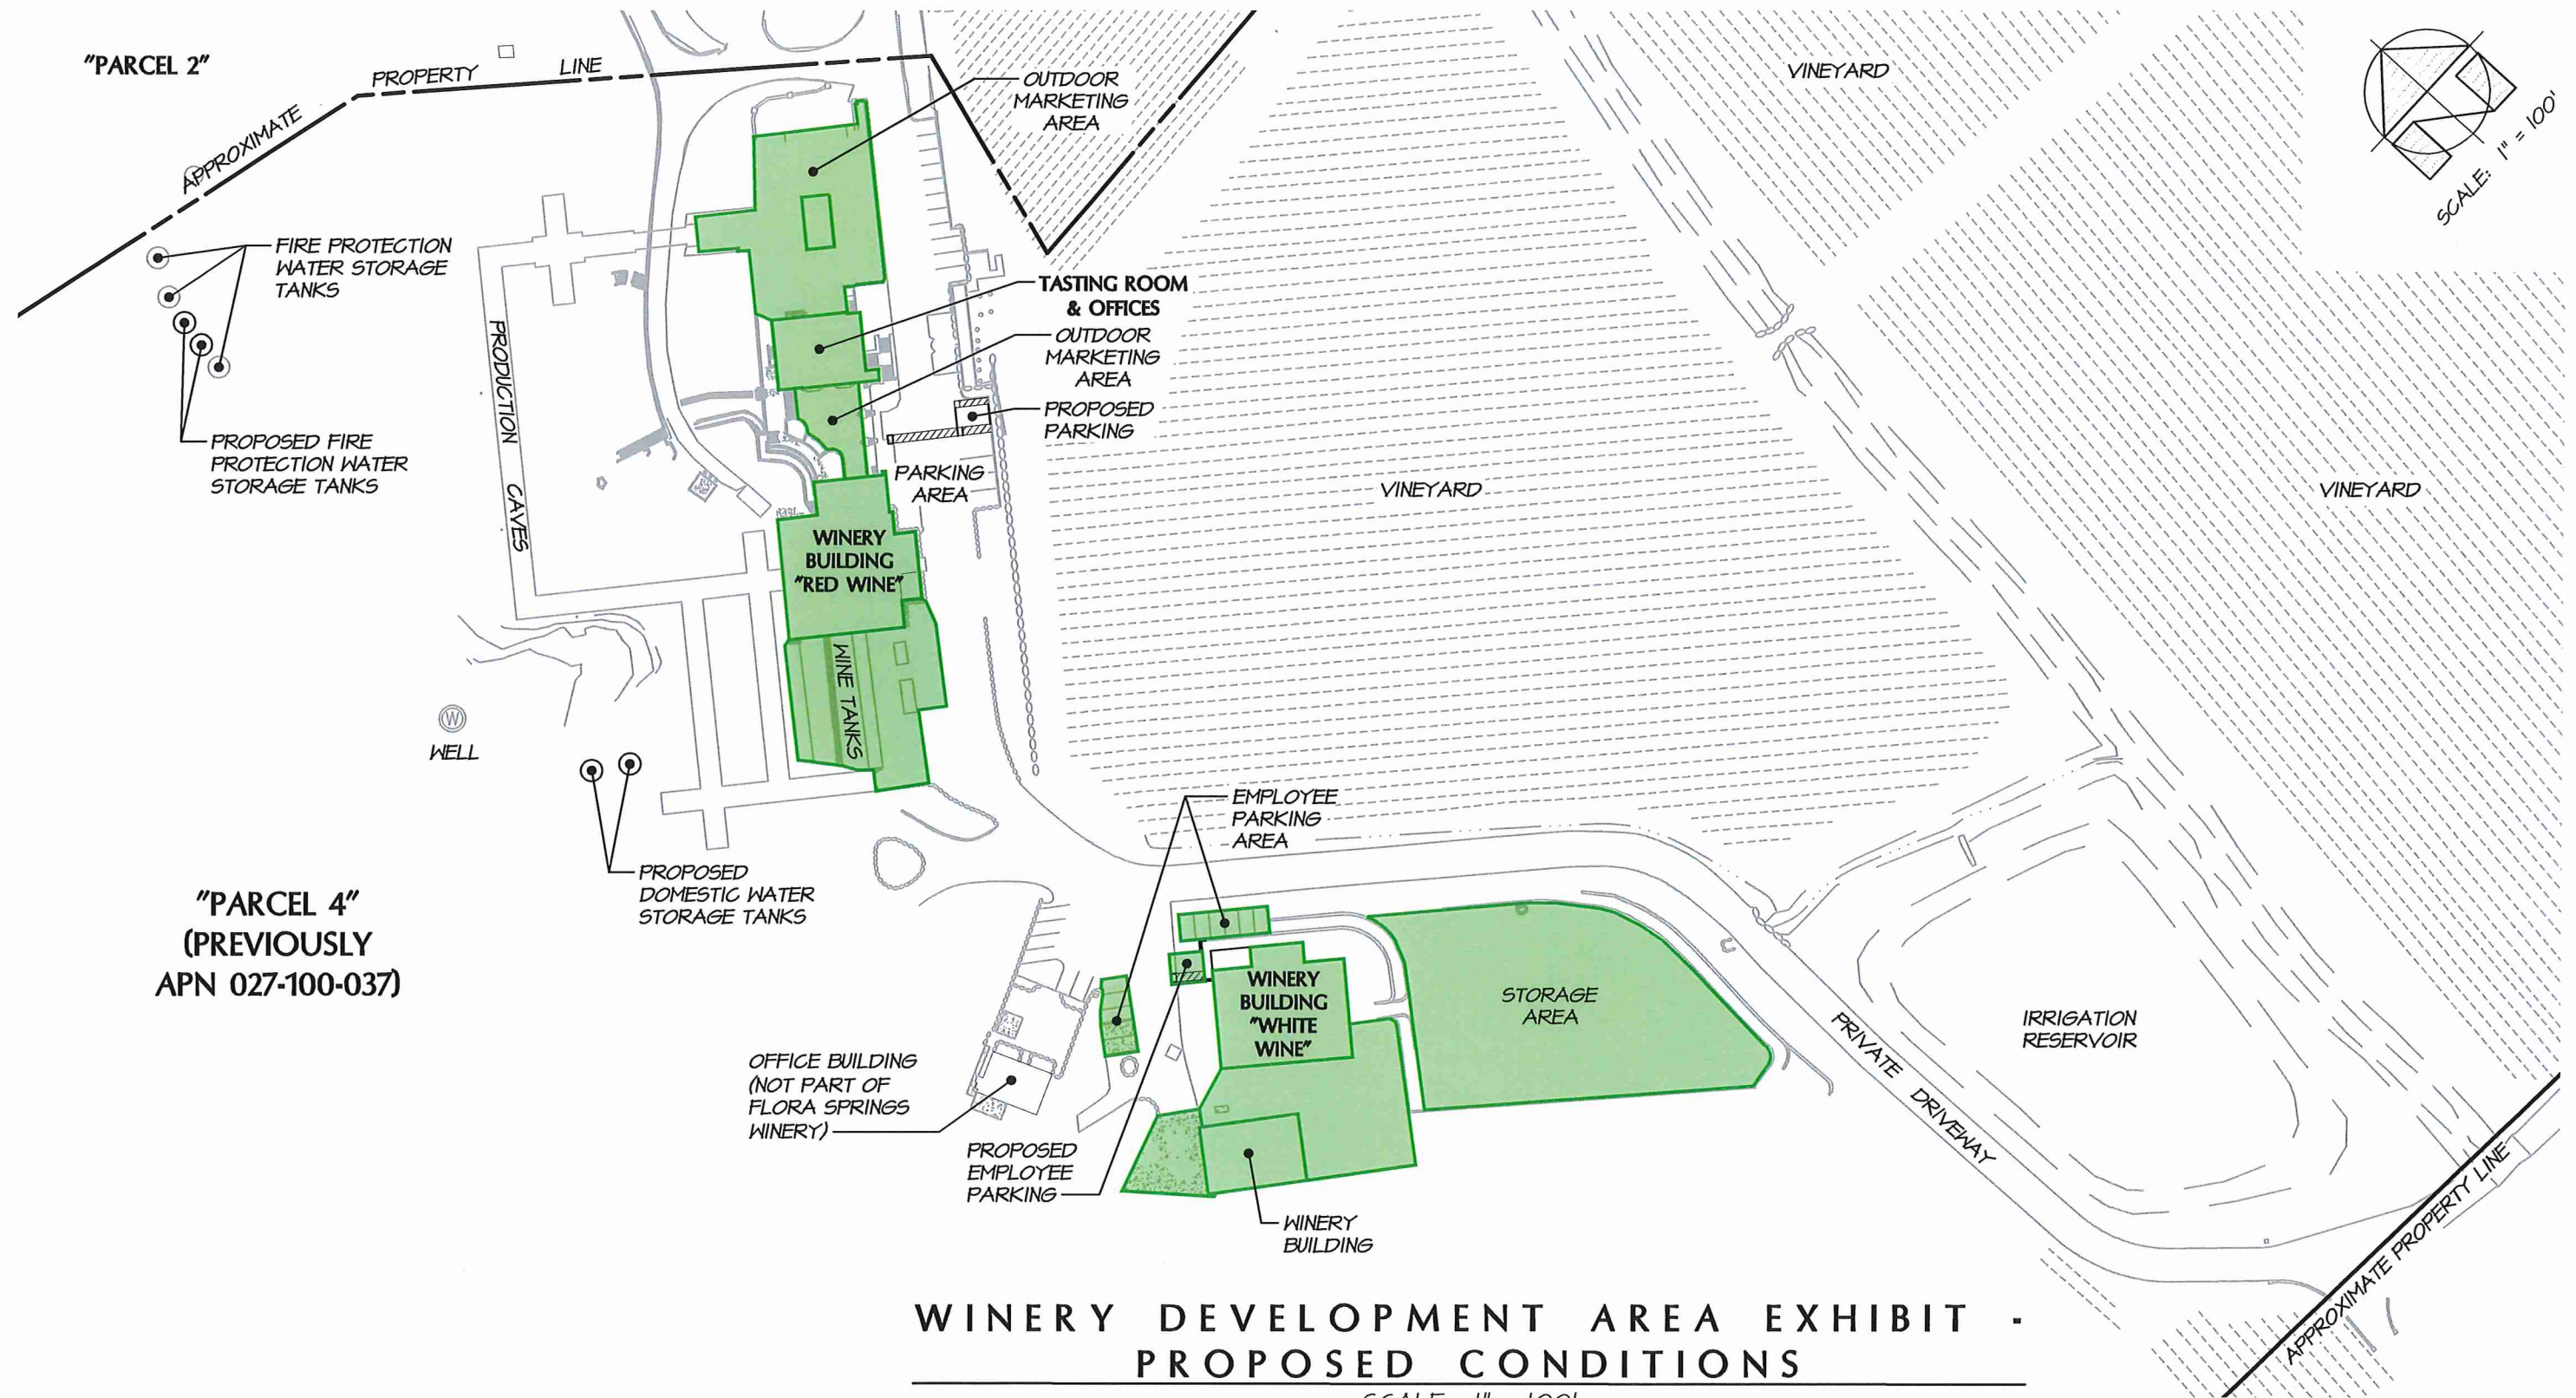 "PARCEL 2"
APPROXIMATE PROPERTY LINE
OUTDOOR
MARKETING
AREA
VINEYARD
SCALE: 1" = 100'
FIRE PROTECTION
WATER STORAGE
TANKS
TASTING ROOM
& OFFICES
OUTDOOR
MARKETING
AREA
PROPOSED
PARKING
PROPOSED FIRE
PROTECTION WATER
STORAGE TANKS
PRODUCTION CAVES
PARKING
AREA
VINEYARD
VINEYARD
WINERY
BUILDING
"RED WINE"
WINE TANKS
W
WELL
EMPLOYEE
PARKING
AREA
PROPOSED
DOMESTIC WATER
STORAGE TANKS
"PARCEL 4"
(PREVIOUSLY
APN 027-100-037)
WINERY
BUILDING
"WHITE
WINE"
STORAGE
AREA
IRRIGATION
RESERVOIR
PRIVATE DRIVEWAY
OFFICE BUILDING
(NOT PART OF
FLORA SPRINGS
WINERY)
PROPOSED
EMPLOYEE
PARKING
WINERY
BUILDING
APPROXIMATE PROPERTY LINE
WINERY DEVELOPMENT AREA EXHIBIT -
PROPOSED CONDITIONS